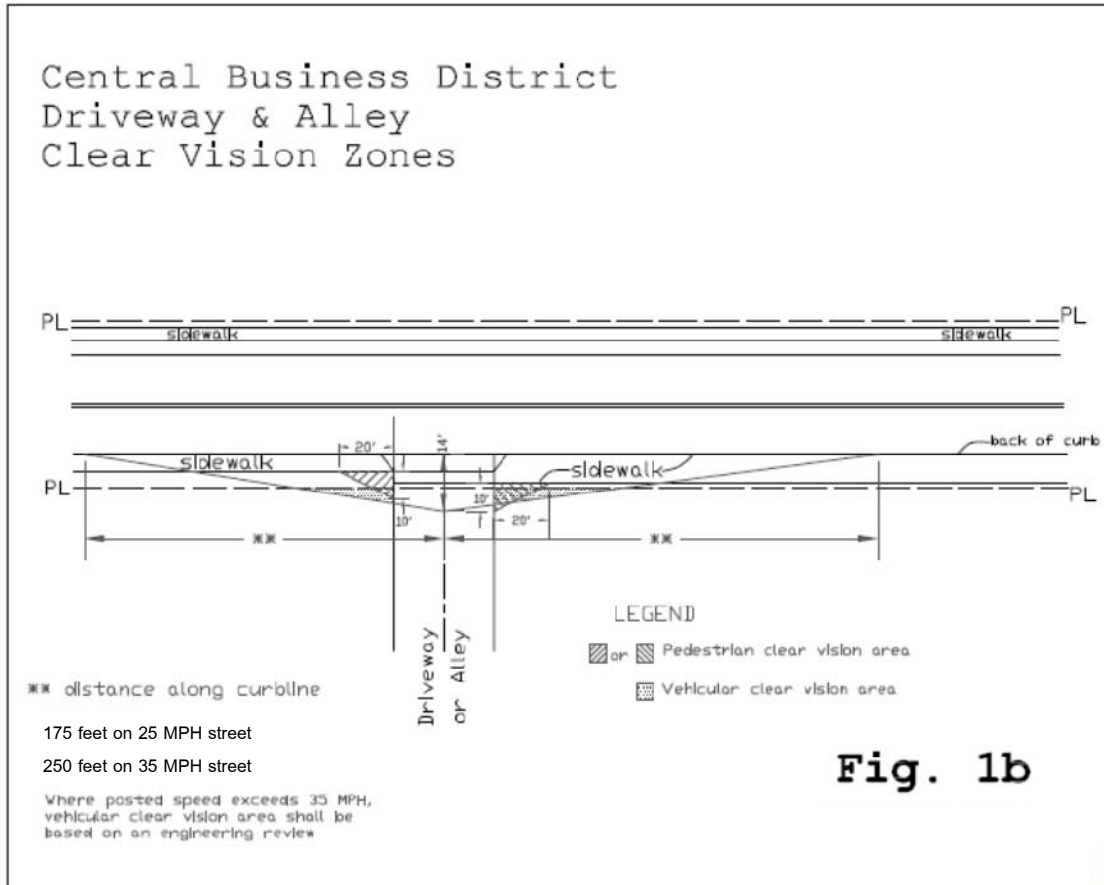 Central Business District
Driveway & Alley
Clear Vision Zones
PL
PL
sidewalk
sidewalk
20'
14'
back of curb
sidewalk
sidewalk
PL
PL
10'
10'
20'
**
**
Driveway
or Alley
LEGEND
or Pedestrian clear vision area
Vehicular clear vision area
** distance along curbline
175 feet on 25 MPH street
250 feet on 35 MPH street
Where posted speed exceeds 35 MPH,
vehicular clear vision area shall be
based on an engineering review
Fig. 1b